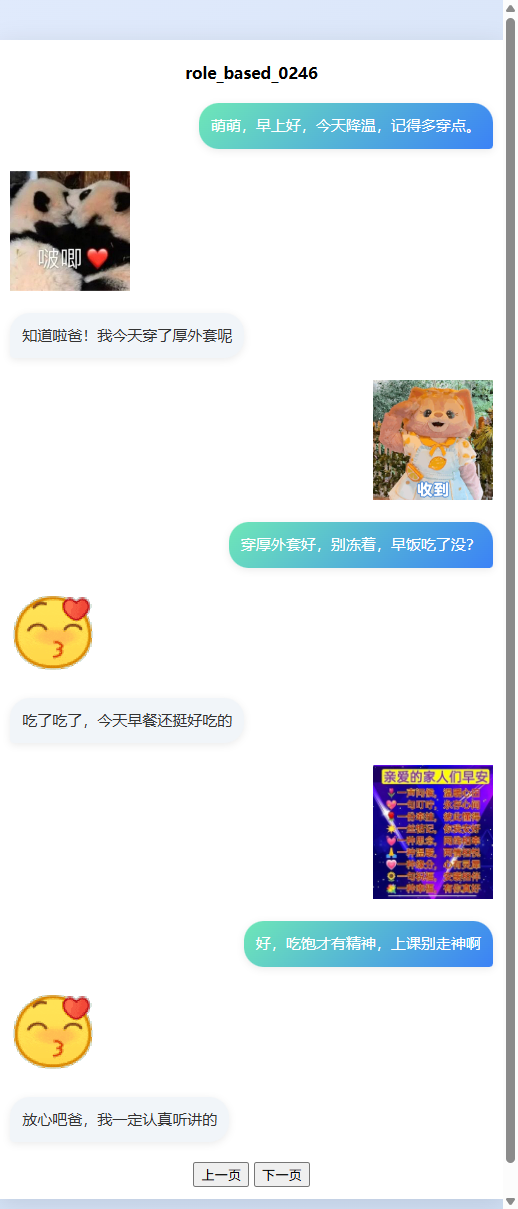 role_based_0246
萌萌，早上好，今天降温，记得多穿点。
啵唧
知道啦爸！我今天穿了厚外套呢
收到
穿厚外套好，别冻着，早饭吃了没？
吃了吃了，今天早餐还挺好吃的
亲爱的家人们早安
好，吃饱才有精神，上课别走神啊
放心吧爸，我一定认真听讲的
上一页
下一页